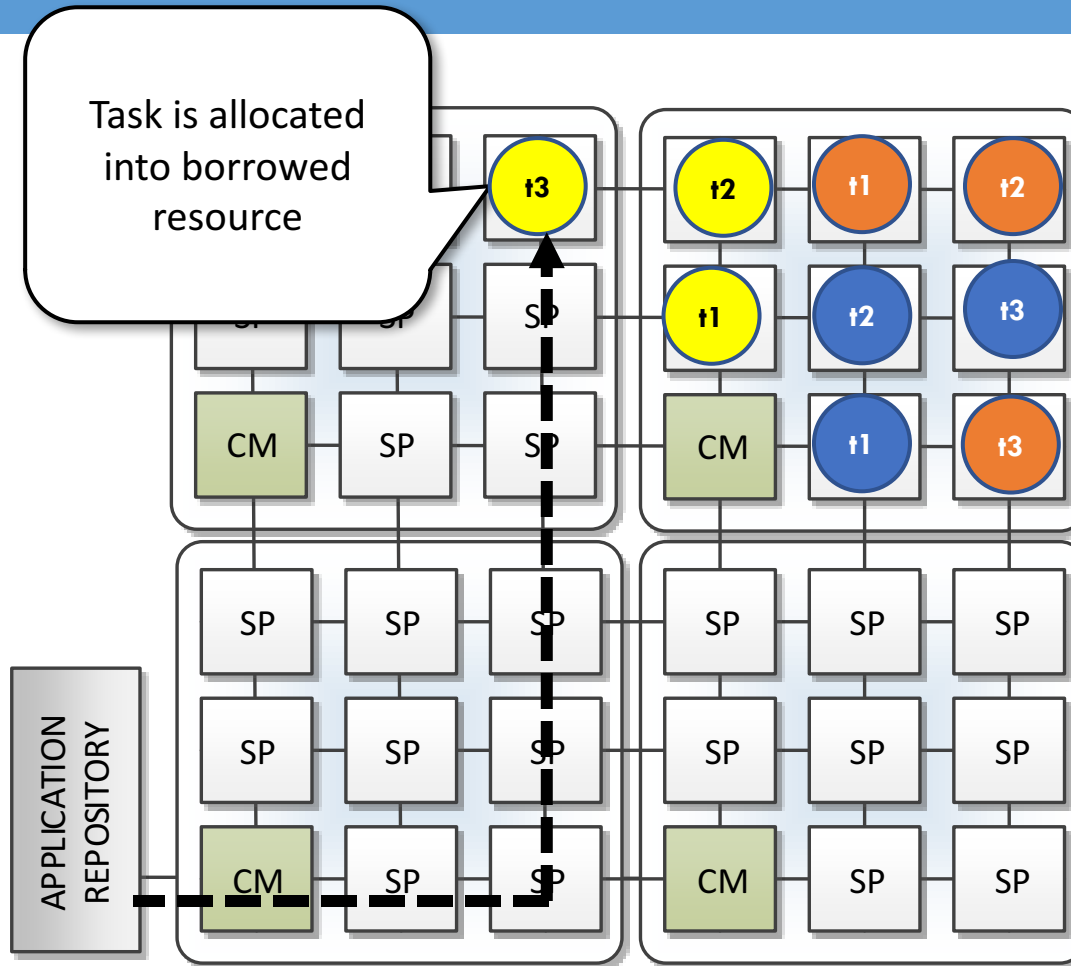 Task is allocated
into borrowed
resource
t3
t2
t1
t2
SP
SP
SP
t1
t2
t3
CM
SP
SP
CM
t1
t3
SP
SP
SP
SP
SP
SP
SP
SP
SP
SP
SP
SP
CM
SP
SP
CM
SP
SP
APPLICATION
REPOSITORY